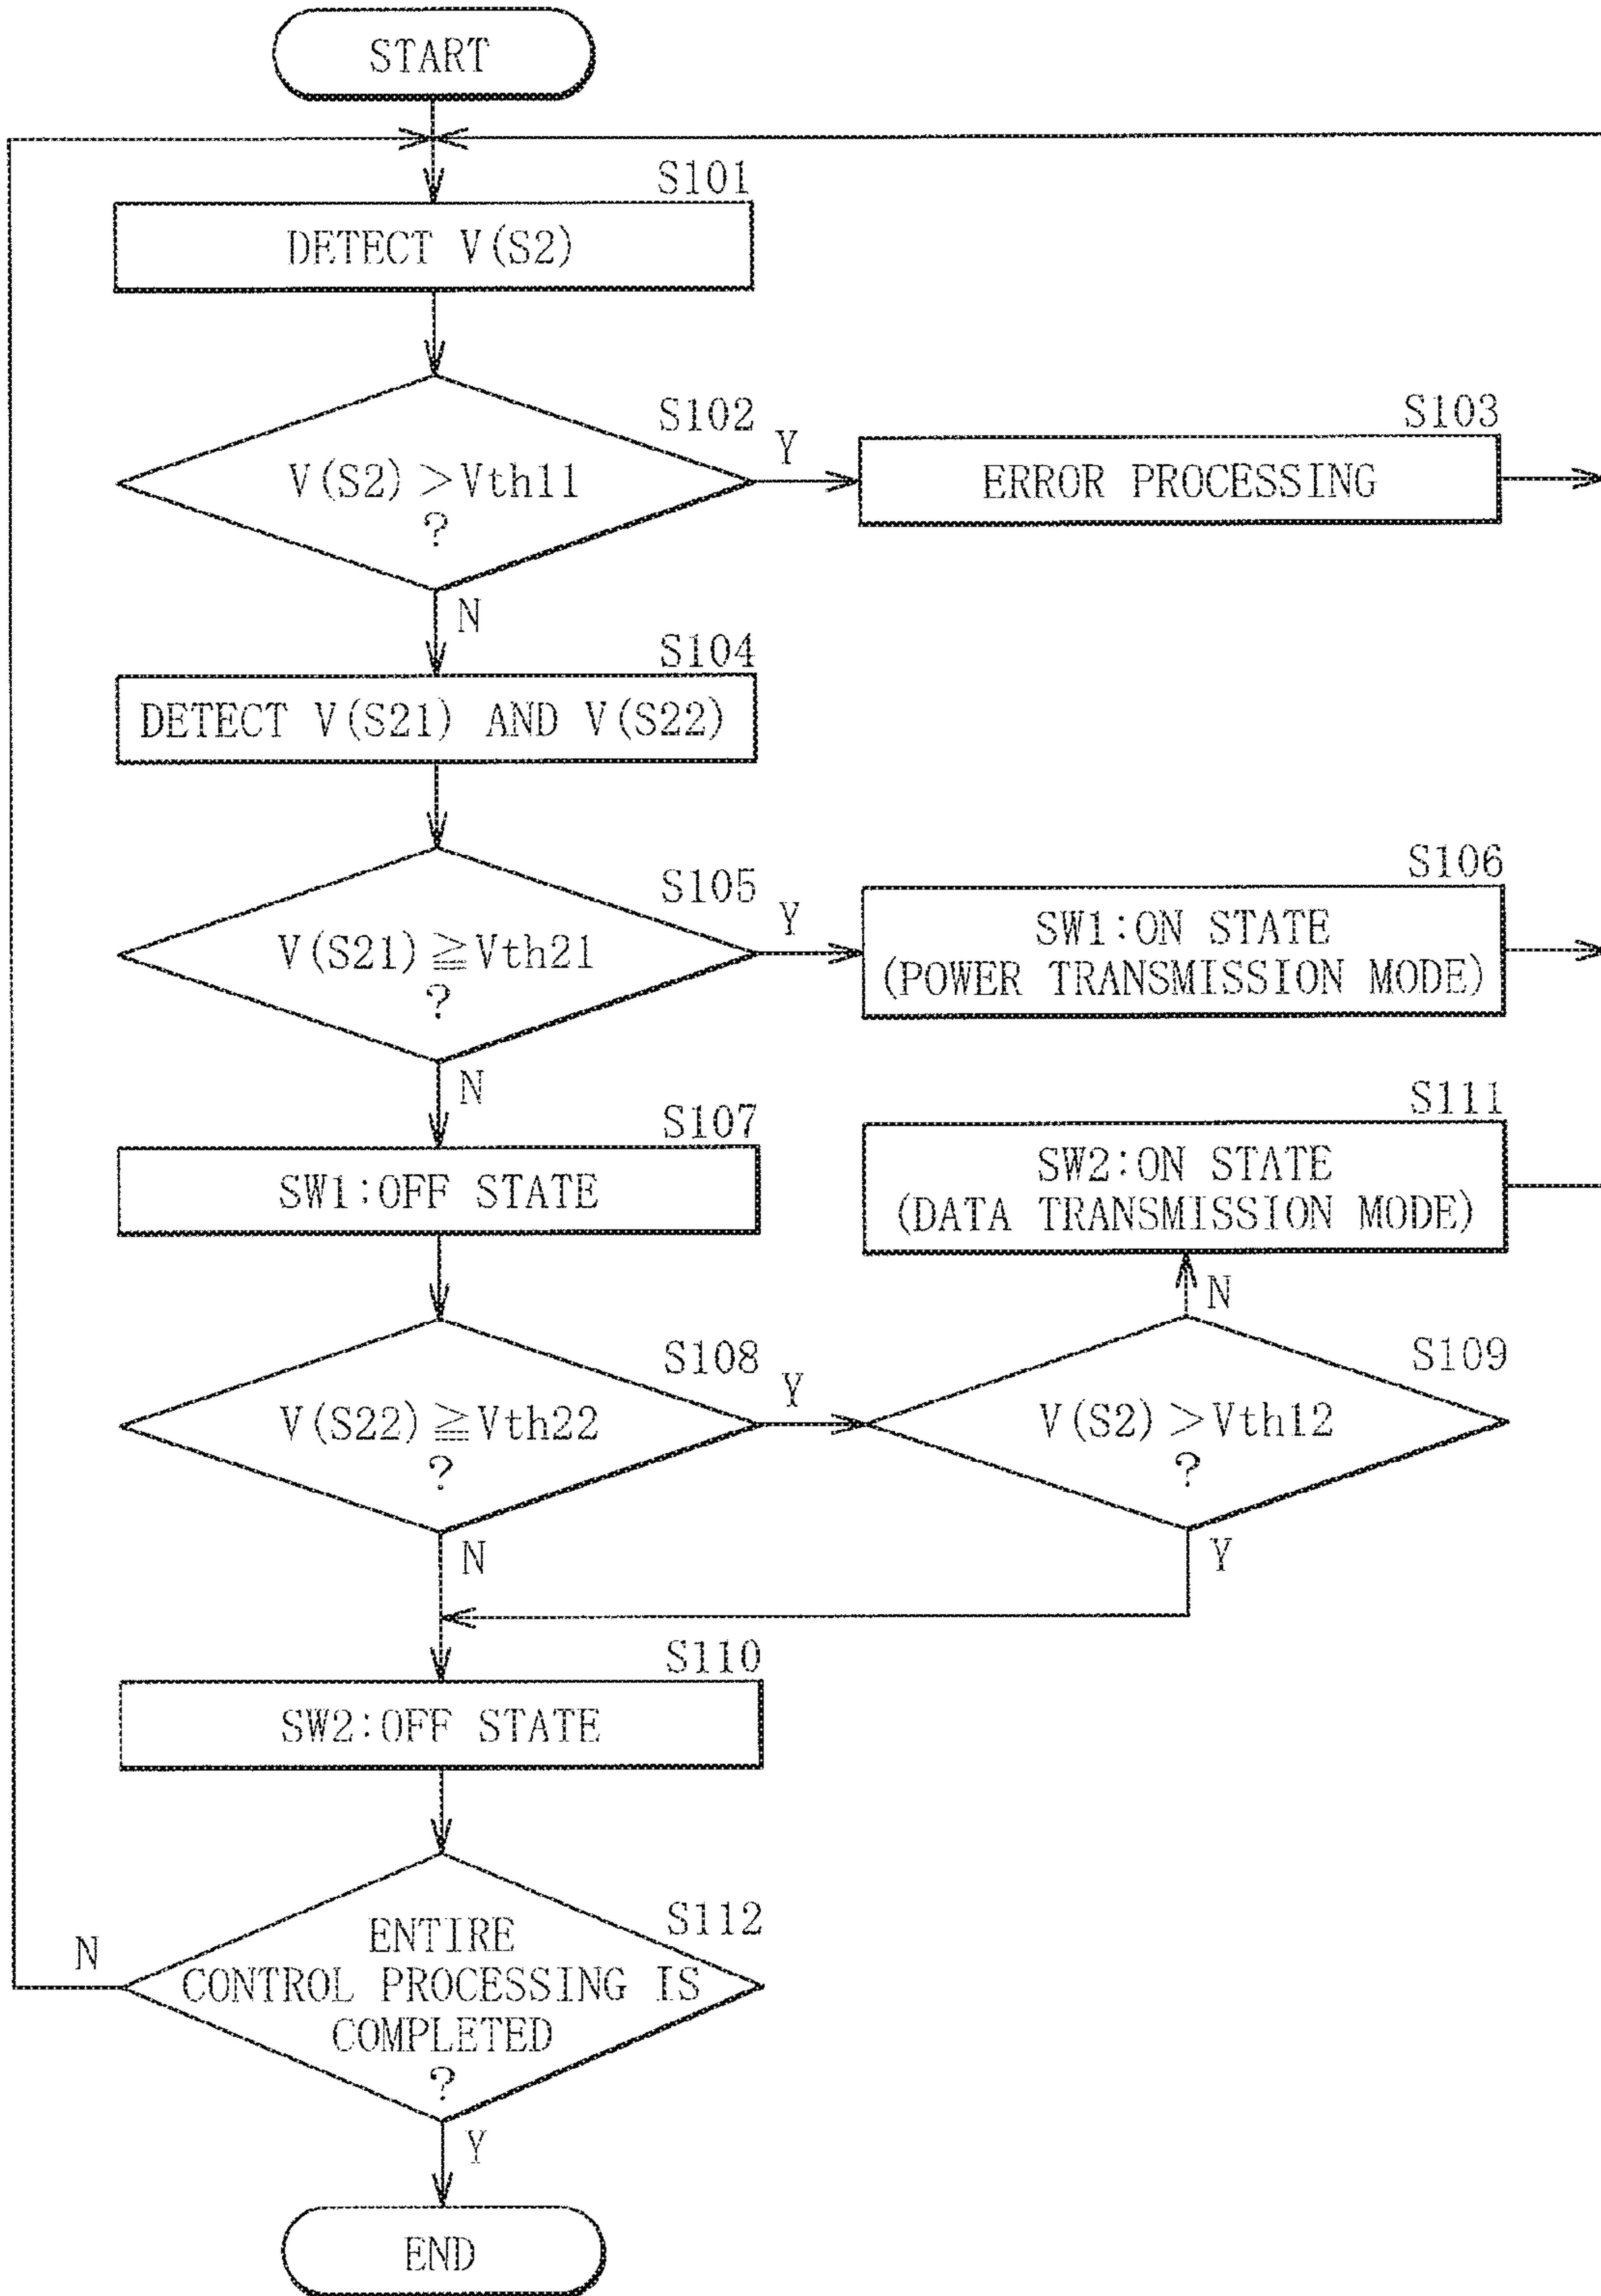 START
S101
DETECT V(S2)
S102
V(S2)>Vth11
?
Y
N
S103
ERROR PROCESSING
S104
DETECT V(S21) AND V(S22)
S105
V(S21)≧Vth21
?
Y
N
S106
SW1:ON STATE
(POWER TRANSMISSION MODE)
S107
SW1:OFF STATE
S111
SW2:ON STATE
(DATA TRANSMISSION MODE)
S108
V(S22)≧Vth22
?
Y
N
S109
V(S2)>Vth12
?
N
Y
S110
SW2:OFF STATE
S112
ENTIRE
CONTROL PROCESSING IS
COMPLETED
?
N
Y
END